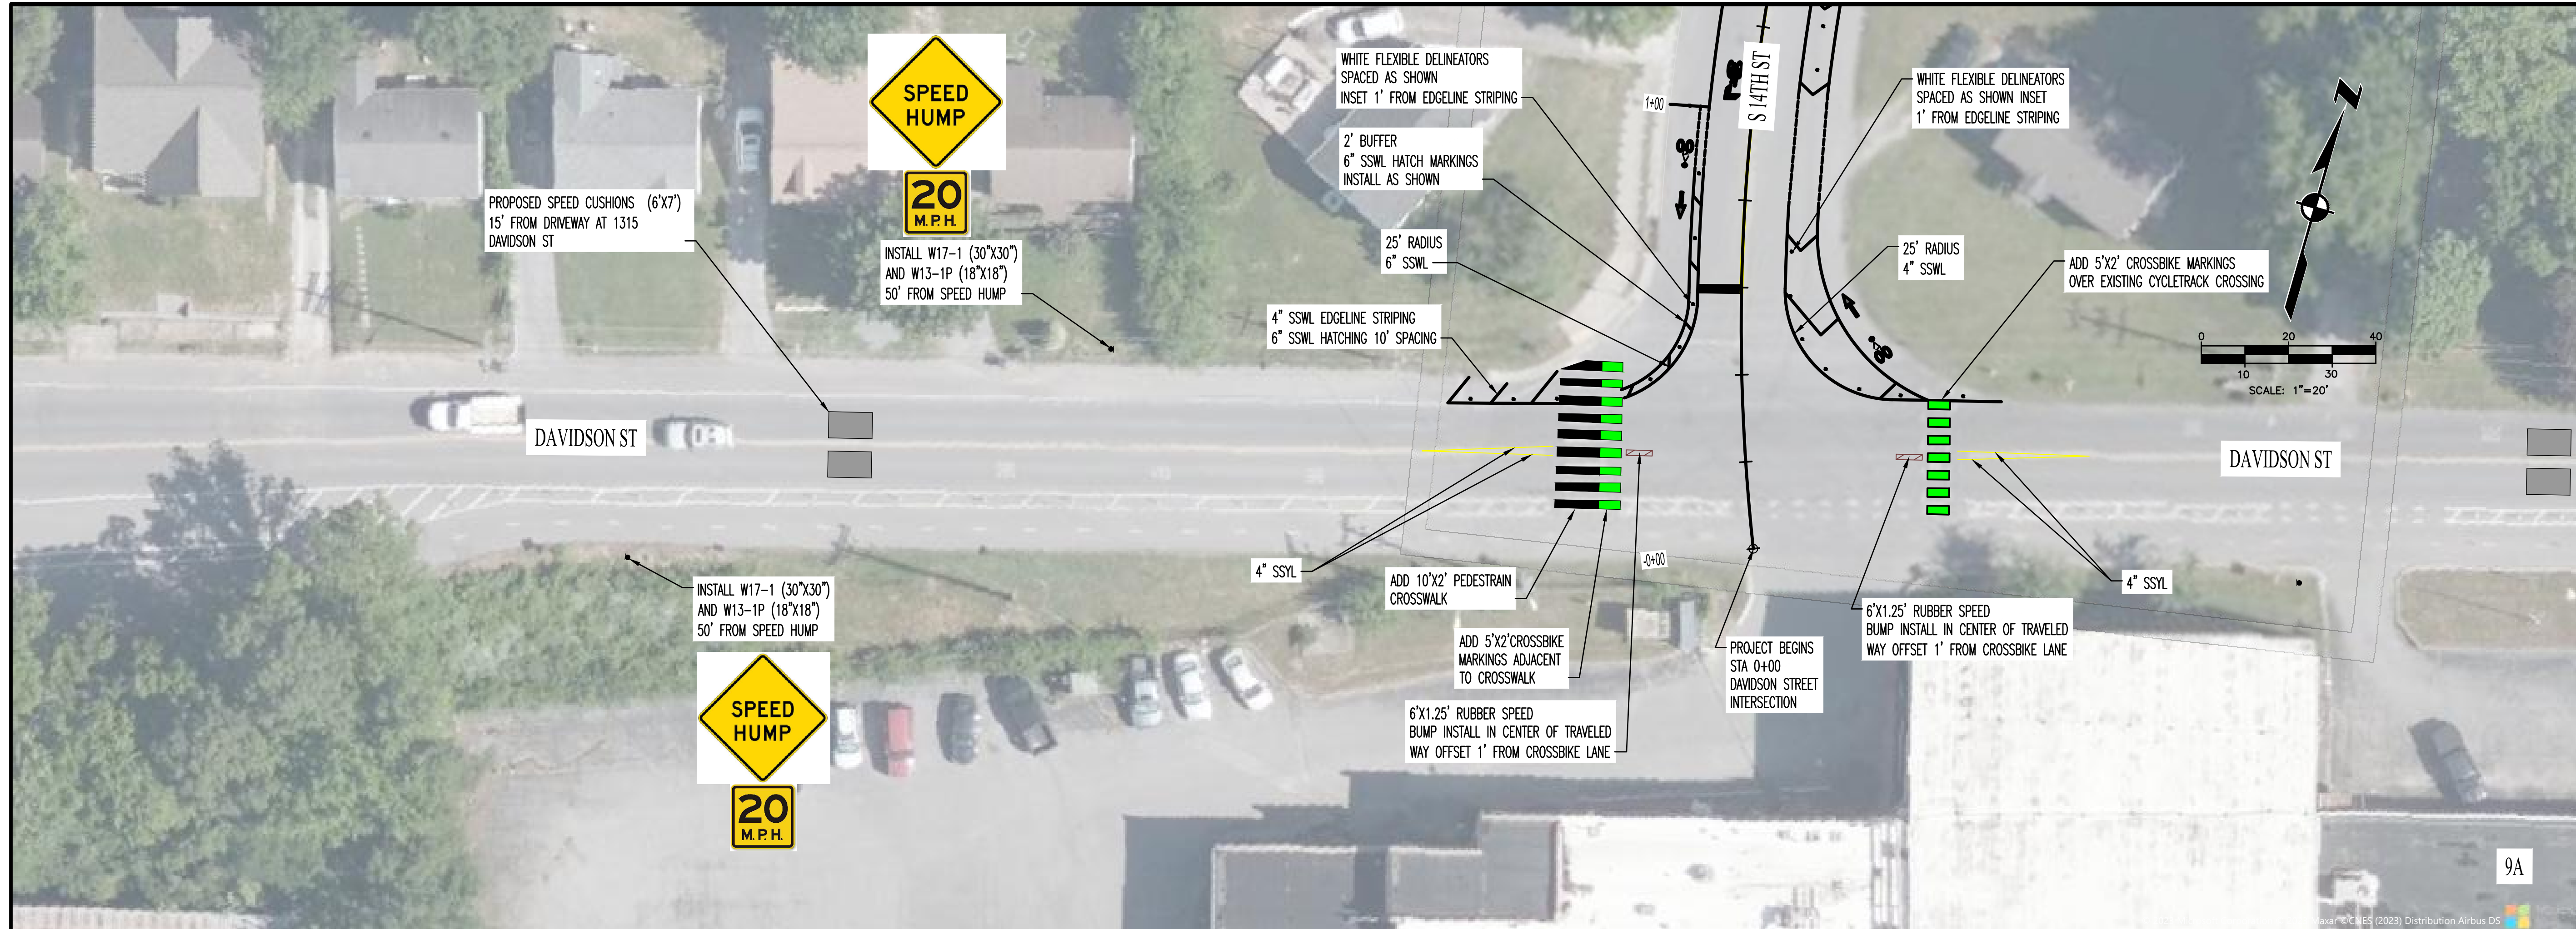 SPEED
HUMP
20
M.P.H.
INSTALL W17-1 (30"X30")
AND W13-1P (18"X18")
50' FROM SPEED HUMP
PROPOSED SPEED CUSHIONS (6'X7')
15' FROM DRIVEWAY AT 1315
DAVIDSON ST
WHITE FLEXIBLE DELINEATORS
SPACED AS SHOWN
INSET 1' FROM EDGELINE STRIPING
2' BUFFER
6" SSWL HATCH MARKINGS
INSTALL AS SHOWN
25' RADIUS
6" SSWL
4" SSWL EDGELINE STRIPING
6" SSWL HATCHING 10' SPACING
1+00
S 14TH ST
WHITE FLEXIBLE DELINEATORS
SPACED AS SHOWN INSET
1' FROM EDGELINE STRIPING
25' RADIUS
4" SSWL
ADD 5'X2' CROSSBIKE MARKINGS
OVER EXISTING CYCLETRACK CROSSING
N
0 20 40
10 30
SCALE: 1"=20'
DAVIDSON ST
DAVIDSON ST
INSTALL W17-1 (30"X30")
AND W13-1P (18"X18")
50' FROM SPEED HUMP
SPEED
HUMP
20
M.P.H.
4" SSYL
ADD 10'X2' PEDESTRAIN
CROSSWALK
ADD 5'X2'CROSSBIKE
MARKINGS ADJACENT
TO CROSSWALK
6'X1.25' RUBBER SPEED
BUMP INSTALL IN CENTER OF TRAVELED
WAY OFFSET 1' FROM CROSSBIKE LANE
-0+00
PROJECT BEGINS
STA 0+00
DAVIDSON STREET
INTERSECTION
6'X1.25' RUBBER SPEED
BUMP INSTALL IN CENTER OF TRAVELED
WAY OFFSET 1' FROM CROSSBIKE LANE
4" SSYL
9A
©CNES (2023) Distribution Airbus DS